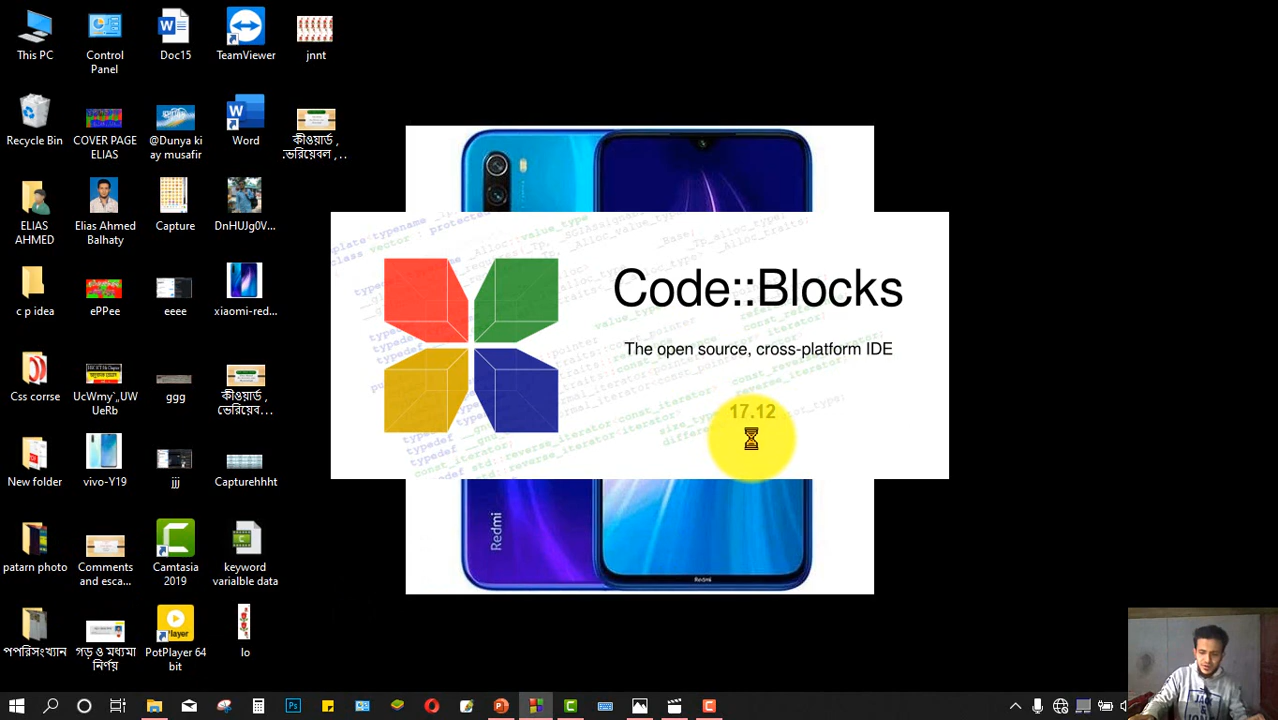 This PC
Control
Panel
Doc15
TeamViewer
jnnt
Recycle Bin
COVER PAGE
ELIAS
@Dunya ki
ay musafir
Word
কীওয়ার্ড ,
ভেরিয়েবল ,..
ELIAS
AHMED
Elias Ahmed
Balhaty
Capture
DnHUJg0V...
c p idea
ePPee
eeee
xiaomi-red...
Css corrse
UcWmy`„UW
UeRb
ggg
কীওয়ার্ড ,
ভেরিয়ে...
New folder
vivo-Y19
jjj
Capturehhht
patarn photo
Comments
and esca...
Camtasia
2019
keyword
varialble data
পপরিসংখ্যান
গড় ও মধ্যমা
নির্ণয়
PotPlayer 64
bit
lo
Code::Blocks
The open source, cross-platform IDE
17.12
Redmi
Redmi